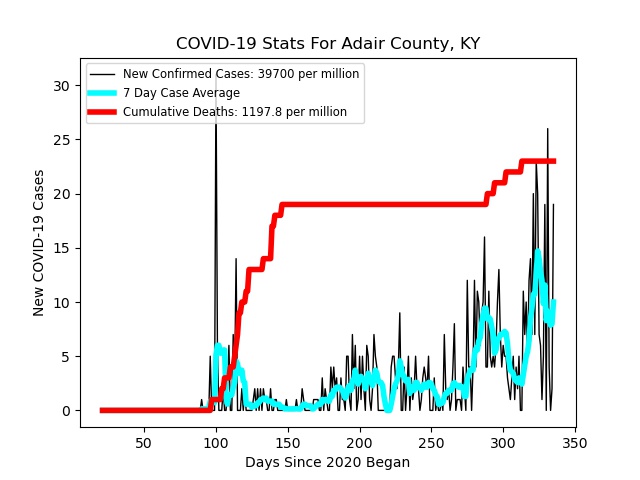 COVID-19 Stats For Adair County, KY
New Confirmed Cases: 39700 per million
7 Day Case Average
Cumulative Deaths: 1197.8 per million
New COVID-19 Cases
30
25
20
15
10
5
0
50
100
150
200
250
300
350
Days Since 2020 Began